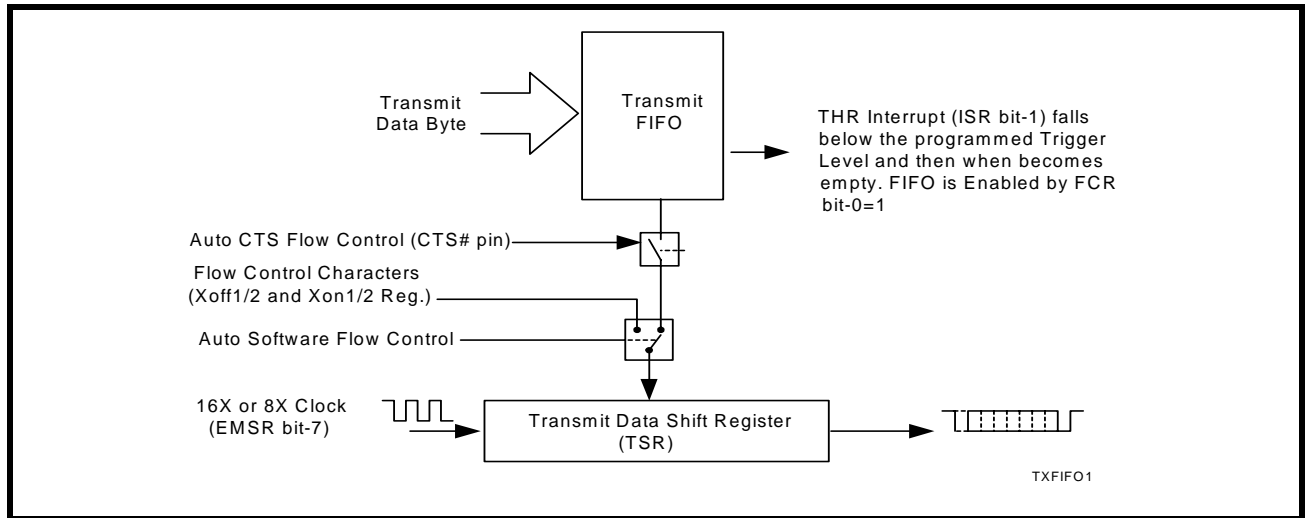 Transmit
Data Byte
Transmit
FIFO
THR Interrupt (ISR bit-1) falls
below the programmed Trigger
Level and then when becomes
empty. FIFO is Enabled by FCR
bit-0=1
Auto CTS Flow Control (CTS# pin)
Flow Control Characters
(Xoff1/2 and Xon1/2 Reg.)
Auto Software Flow Control
16X or 8X Clock
(EMSR bit-7)
Transmit Data Shift Register
(TSR)
TXFIFO1